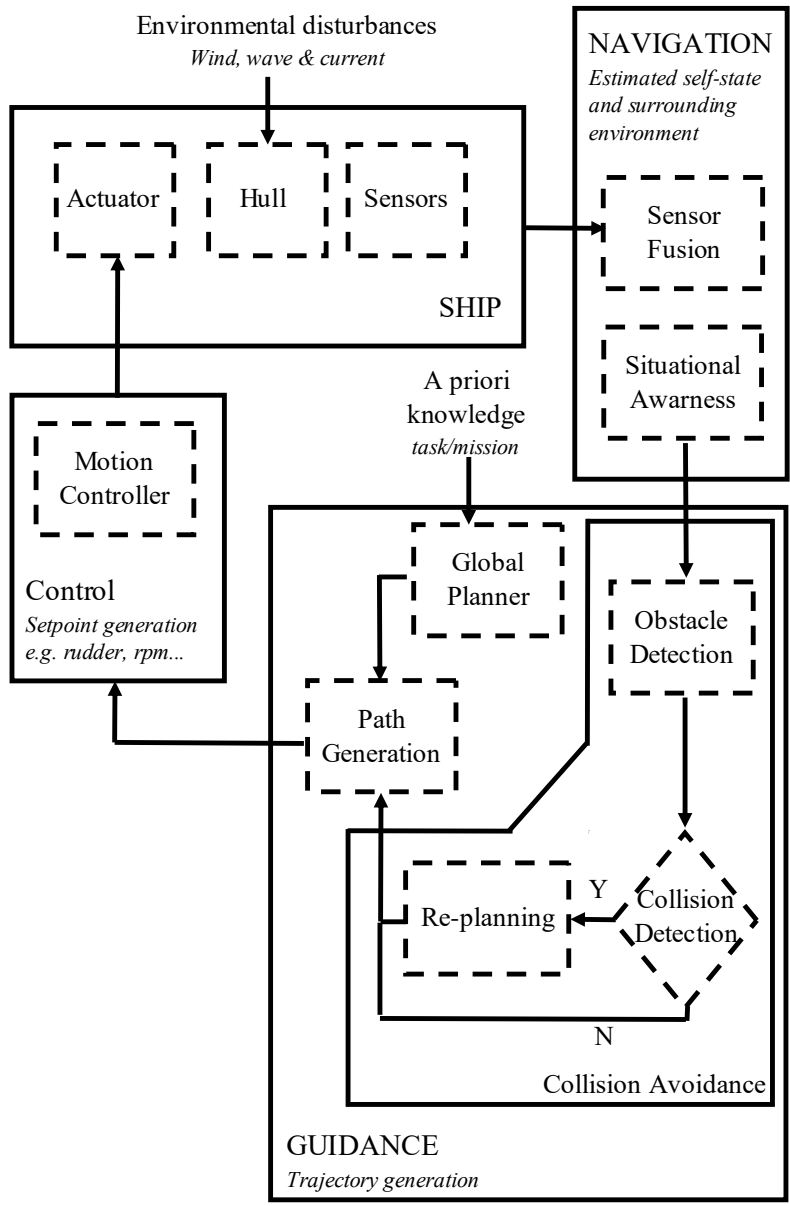 Environmental disturbances
Wind, wave & current
NAVIGATION
Estimated self-state
and surrounding
environment
Actuator
Hull
Sensors
Sensor
Fusion
SHIP
Situational
Awarness
A priori
knowledge
task/mission
Motion
Controller
Control
Setpoint generation
e.g. rudder, rpm...
Global
Planner
Obstacle
Detection
Path
Generation
Re-planning
Y
Collision
Detection
N
Collision Avoidance
GUIDANCE
Trajectory generation